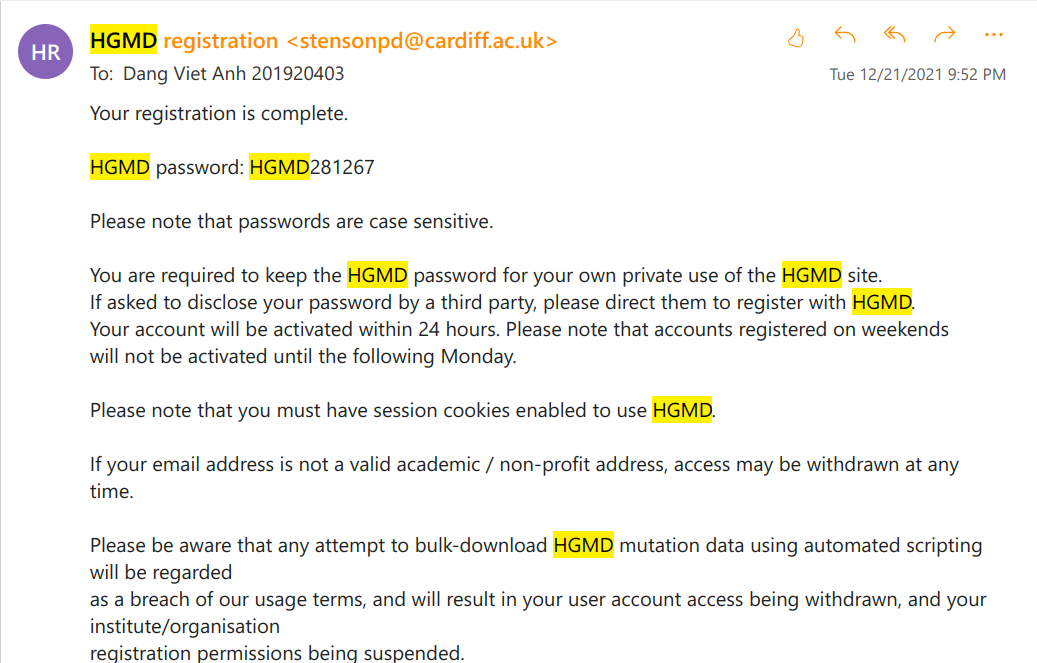 HR
HGMD registration <stensonpd@cardiff.ac.uk>
To: Dang Viet Anh 201920403
Tue 12/21/2021 9:52 PM
Your registration is complete.
HGMD password: HGMD281267
Please note that passwords are case sensitive.
You are required to keep the HGMD password for your own private use of the HGMD site.
If asked to disclose your password by a third party, please direct them to register with HGMD.
Your account will be activated within 24 hours. Please note that accounts registered on weekends
will not be activated until the following Monday.
Please note that you must have session cookies enabled to use HGMD.
If your email address is not a valid academic / non-profit address, access may be withdrawn at any
time.
Please be aware that any attempt to bulk-download HGMD mutation data using automated scripting
will be regarded
as a breach of our usage terms, and will result in your user account access being withdrawn, and your
institute/organisation
registration permissions being suspended.